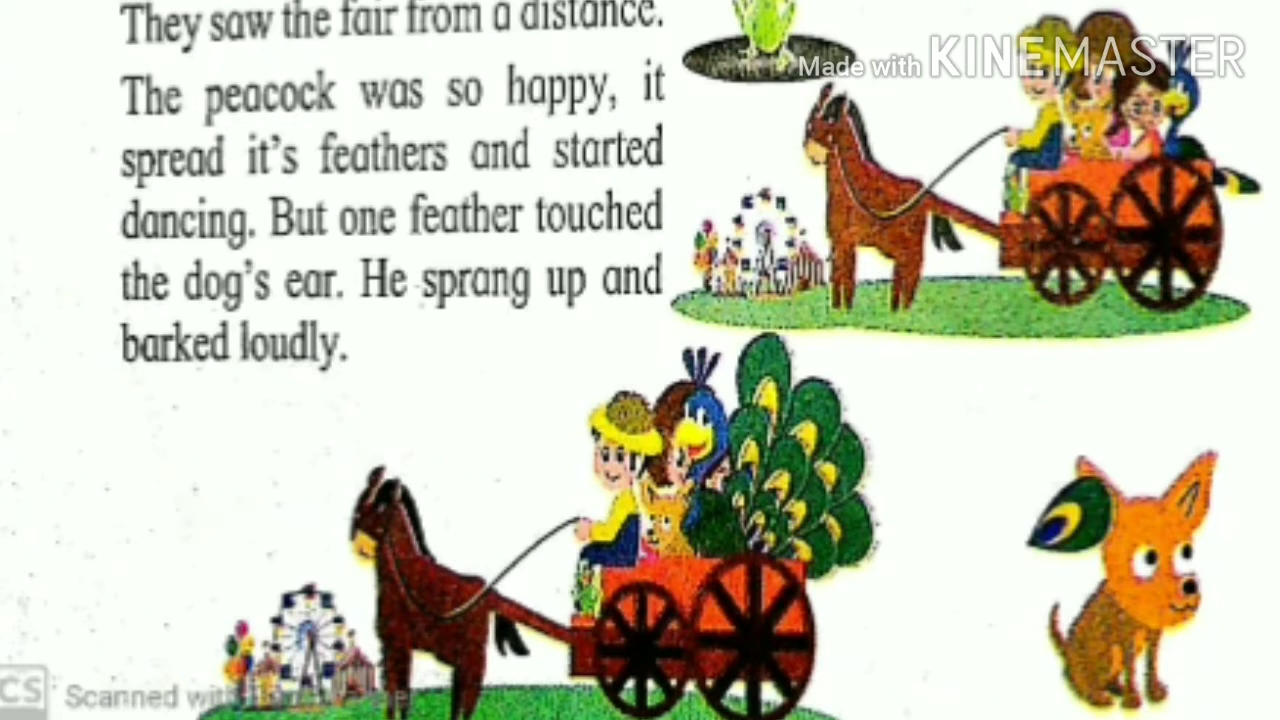 They saw the fair from a distance.
The peacock was so happy, it
spread it's feathers and started
dancing. But one feather touched
the dog's ear. He sprang up and
barked loudly.
Made with KINEMASTER
CS Scanned with